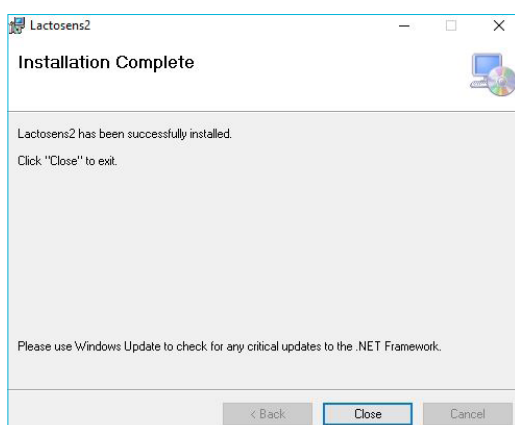 Lactosens2
Installation Complete
Lactosens2 has been successfully installed.
Click "Close" to exit.
Please use Windows Update to check for any critical updates to the .NET Framework.
< Back Close Cancel